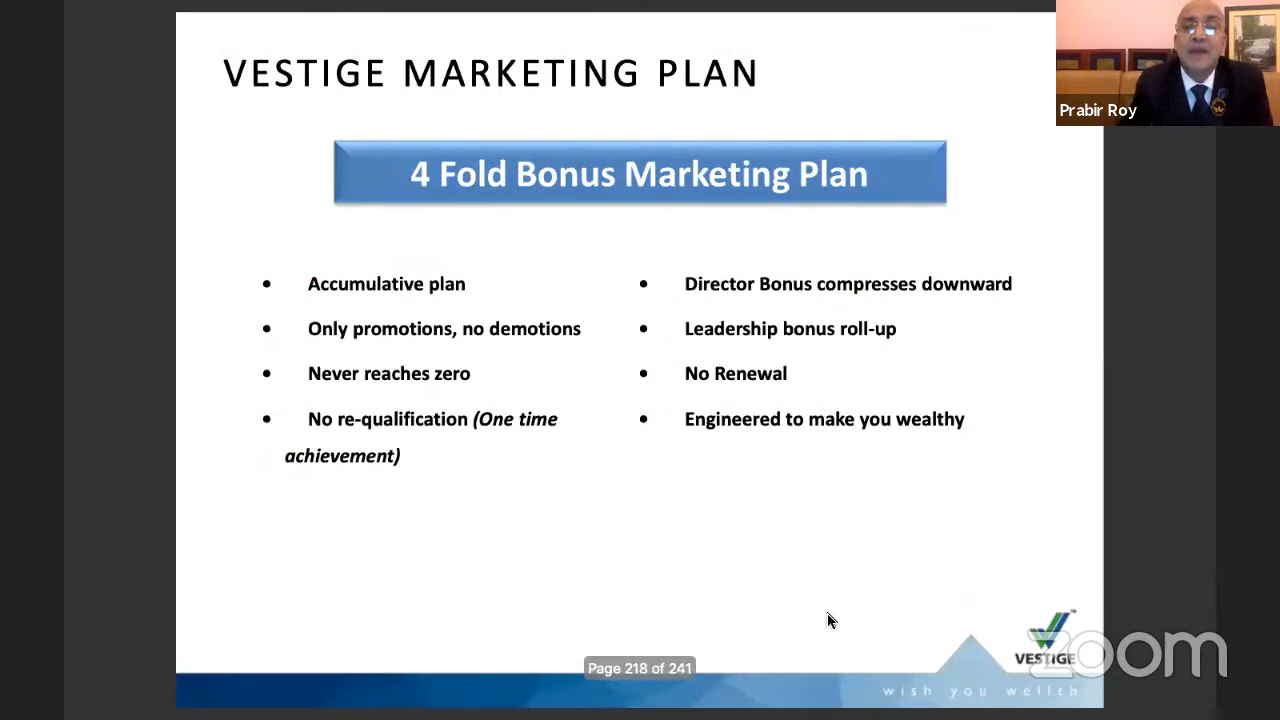 VESTIGE MARKETING PLAN
Prabir Roy
4 Fold Bonus Marketing Plan
• Accumulative plan
• Only promotions, no demotions
• Never reaches zero
• No re-qualification (One time
achievement)
• Director Bonus compresses downward
• Leadership bonus roll-up
• No Renewal
• Engineered to make you wealthy
Page 218 of 241
VESTIGE
zoom
wish you wellth